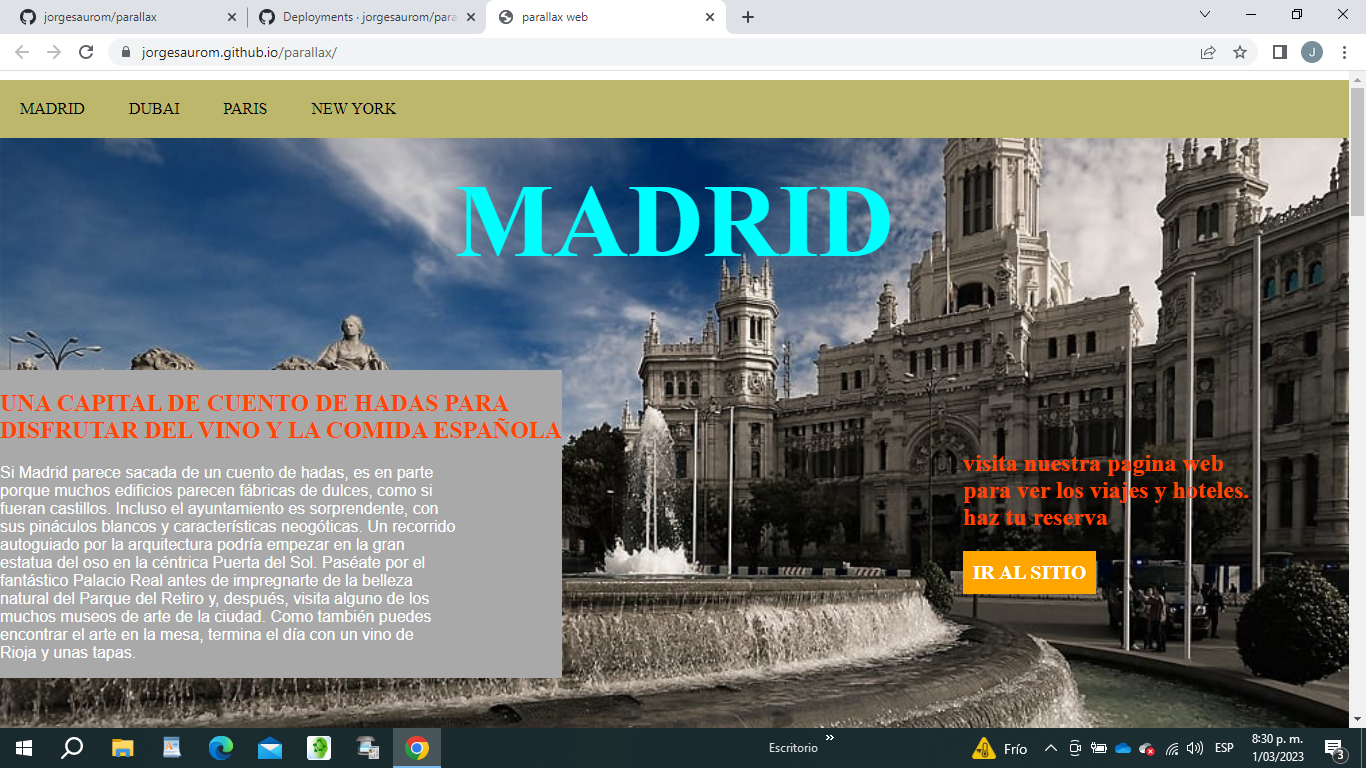 jorgesaurom/parallax
Deployments · jorgesaurom/para
parallax web
jorgesaurom.github.io/parallax/
J
MADRID
DUBAI
PARIS
NEW YORK
MADRID
UNA CAPITAL DE CUENTO DE HADAS PARA
DISFRUTAR DEL VINO Y LA COMIDA ESPAÑOLA
Si Madrid parece sacada de un cuento de hadas, es en parte
porque muchos edificios parecen fábricas de dulces, como si
fueran castillos. Incluso el ayuntamiento es sorprendente, con
sus pináculos blancos y características neogóticas. Un recorrido
autoguiado por la arquitectura podría empezar en la gran
estatua del oso en la céntrica Puerta del Sol. Paséate por el
fantástico Palacio Real antes de impregnarte de la belleza
natural del Parque del Retiro y, después, visita alguno de los
muchos museos de arte de la ciudad. Como también puedes
encontrar el arte en la mesa, termina el día con un vino de
Rioja y unas tapas.
visita nuestra pagina web
para ver los viajes y hoteles.
haz tu reserva
IR AL SITIO
Escritorio
Frío
ESP
8:30 p. m.
1/03/2023
3